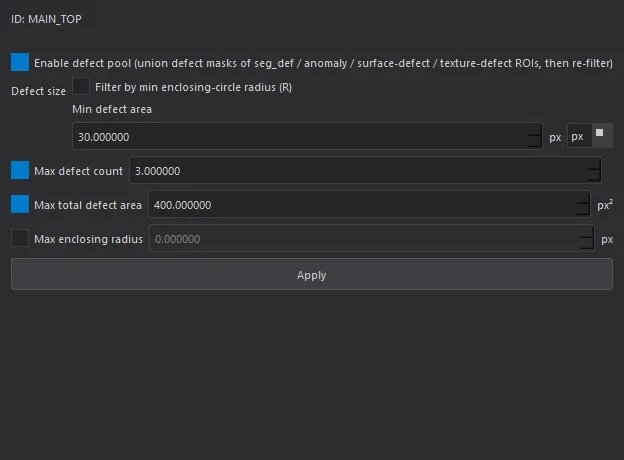 ID: MAIN_TOP
Enable defect pool (union defect masks of seg_def / anomaly / surface-defect / texture-defect ROIs, then re-filter)
Defect size
Filter by min enclosing-circle radius (R)
Min defect area
30.000000 px px
Max defect count 3.000000
Max total defect area 400.000000 px²
Max enclosing radius 0.000000 px
Apply